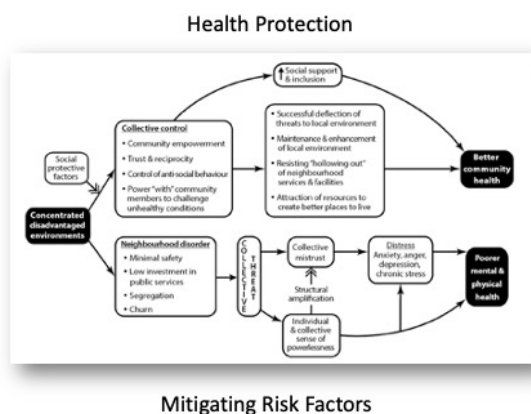 Health Protection
↑ Social support
& inclusion
Collective control
• Community empowerment
• Trust & reciprocity
• Control of anti-social behaviour
• Power "with" community
members to challenge
unhealthy conditions
• Successful deflection of
threats to local environment
• Maintenance & enhancement
of local environment
• Resisting "hollowing out" of
neighbourhood
services & facilities
• Attraction of resources to
create better places to live
Better
community
health
Social
protective
factors
Concentrated
disadvantaged
environments
Neighbourhood disorder
• Minimal safety
• Low investment in
public services
• Segregation
• Churn
COLLECTIVE
THREAT
Collective
mistrust
Structural
amplification
Individual
& collective
sense of
powerlessness
Distress
Anxiety, anger,
depression,
chronic stress
Poorer
mental &
physical
health
Mitigating Risk Factors